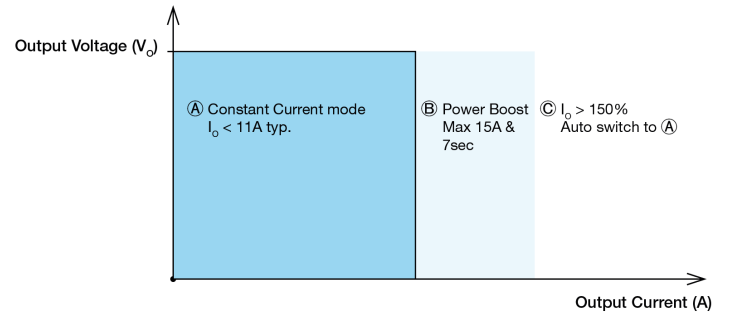 Output Voltage (Vo)
Ⓐ Constant Current mode
Io < 11A typ.
Ⓑ Power Boost
Max 15A &
7sec
Ⓒ Io > 150%
Auto switch to Ⓐ
Output Current (A)